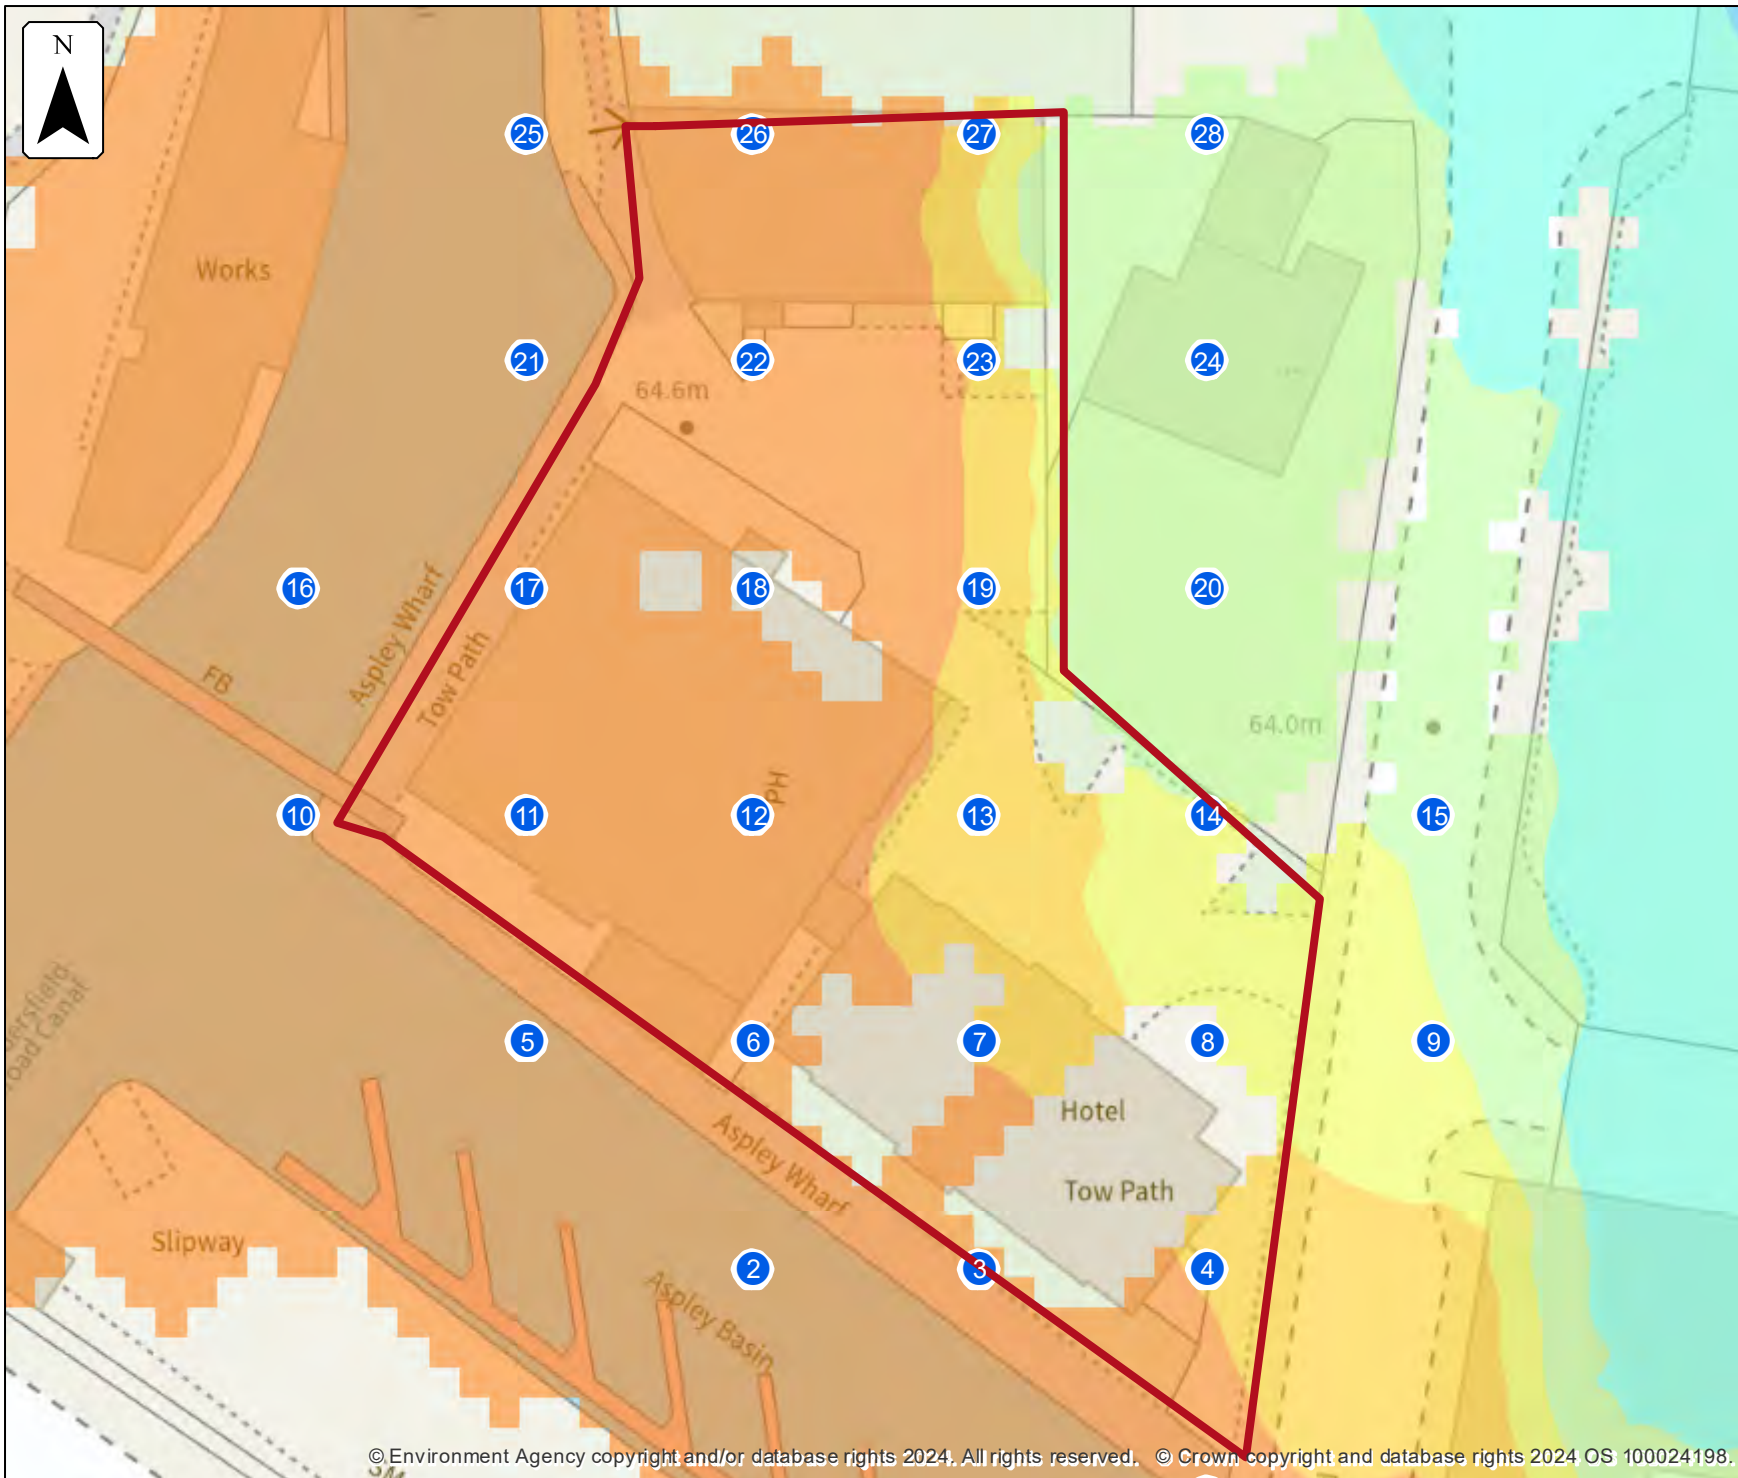 N
25
26
27
28
Works
21
22
23
24
64.6m
16
17
18
19
20
Aspley Wharf
Tow Path
FB
64.0m
PH
10
11
12
13
14
15
5
6
7
8
9
Hotel
Aspley Wharf
Tow Path
Slipway
2
3
4
Aspley Basin
© Environment Agency copyright and/or database rights 2024. All rights reserved. © Crown copyright and database rights 2024 OS 100024198.